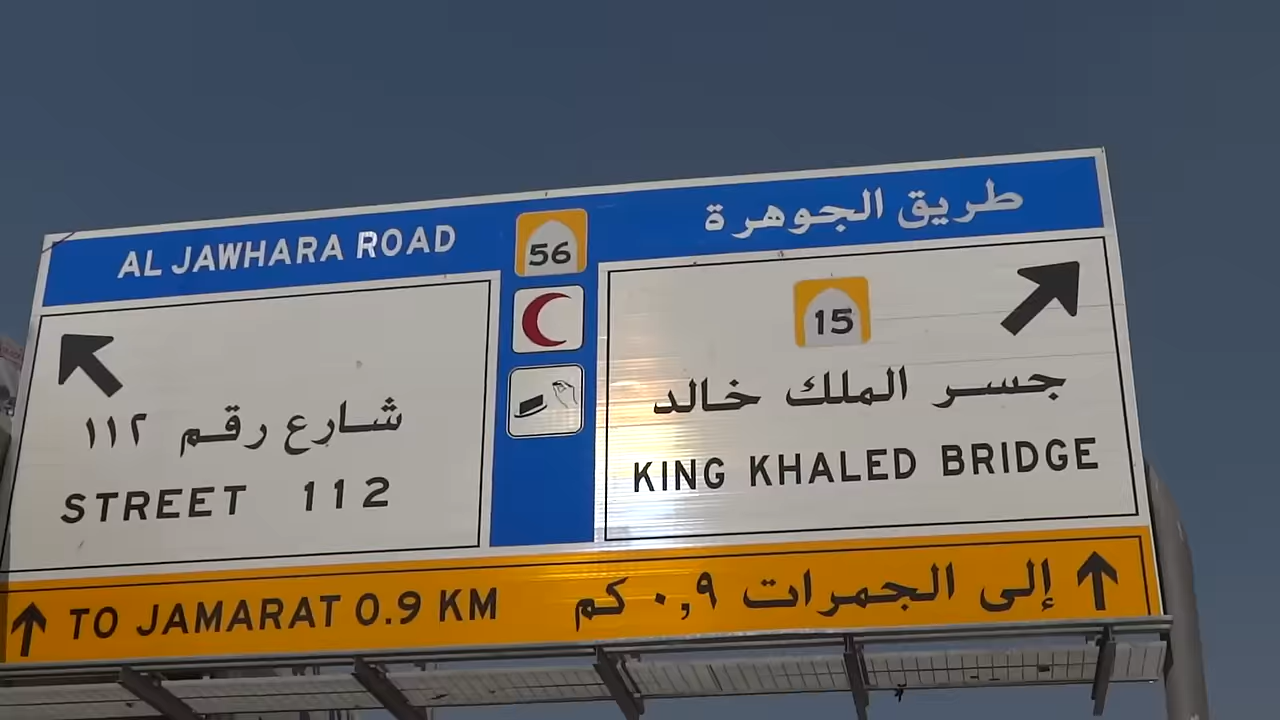 AL JAWHARA ROAD
56
طريق الجوهرة
شارع رقم ١١٢
STREET 112
15
جسر الملك خالد
KING KHALED BRIDGE
TO JAMARAT 0.9 KM
إلى الجمرات ٠,٩ كم